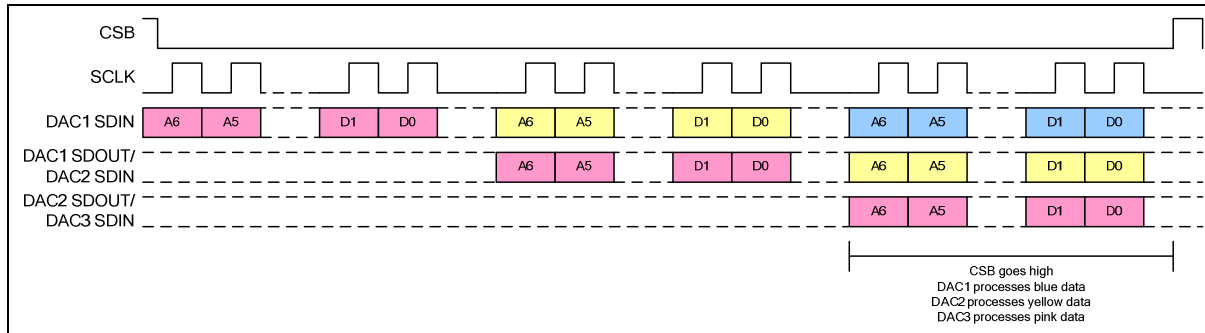 CSB
SCLK
DAC1 SDIN
A6 A5 D1 D0 A6 A5 D1 D0 A6 A5 D1 D0
DAC1 SDOUT/
DAC2 SDIN
A6 A5 D1 D0 A6 A5 D1 D0
DAC2 SDOUT/
DAC3 SDIN
A6 A5 D1 D0
CSB goes high
DAC1 processes blue data
DAC2 processes yellow data
DAC3 processes pink data